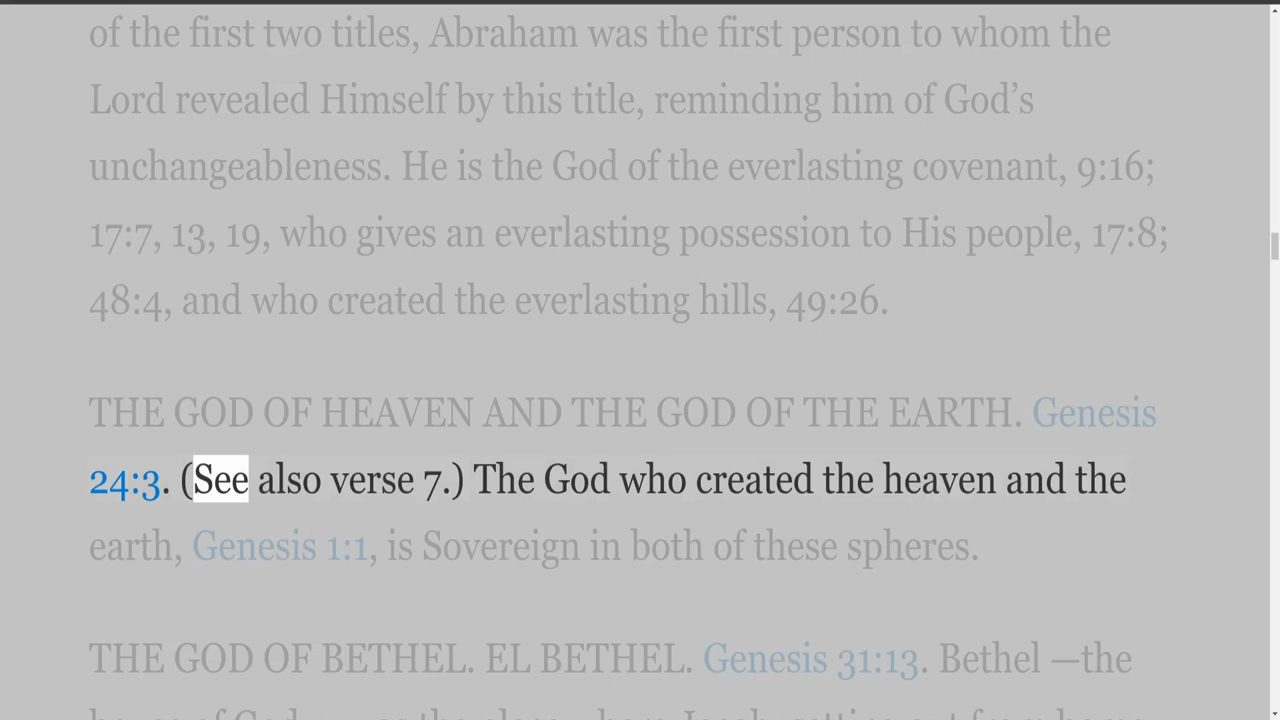 of the first two titles, Abraham was the first person to whom the
Lord revealed Himself by this title, reminding him of God’s
unchangeableness. He is the God of the everlasting covenant, 9:16;
17:7, 13, 19, who gives an everlasting possession to His people, 17:8;
48:4, and who created the everlasting hills, 49:26.
THE GOD OF HEAVEN AND THE GOD OF THE EARTH. Genesis
24:3. (See also verse 7.) The God who created the heaven and the
earth, Genesis 1:1, is Sovereign in both of these spheres.
THE GOD OF BETHEL. EL BETHEL. Genesis 31:13. Bethel —the